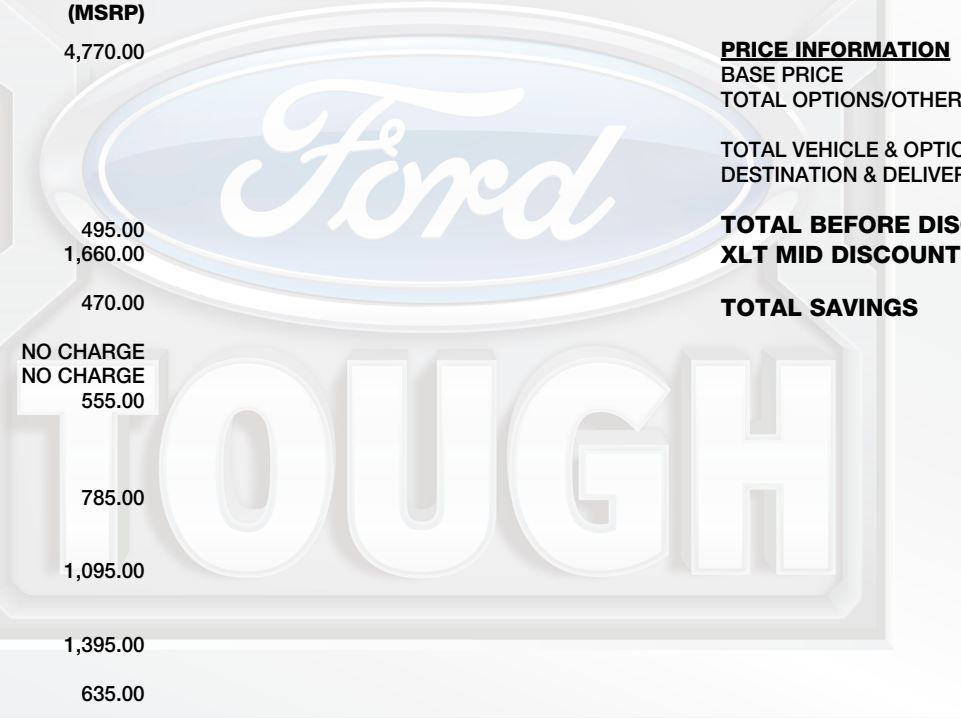 (MSRP)
4,770.00
495.00
1,660.00
470.00
NO CHARGE
NO CHARGE
555.00
785.00
1,095.00
1,395.00
635.00
PRICE INFORMATION
BASE PRICE
TOTAL OPTIONS/OTHER
TOTAL VEHICLE & OPTIO
DESTINATION & DELIVER
TOTAL BEFORE DIS
XLT MID DISCOUNT
TOTAL SAVINGS
Ford
TOUGH